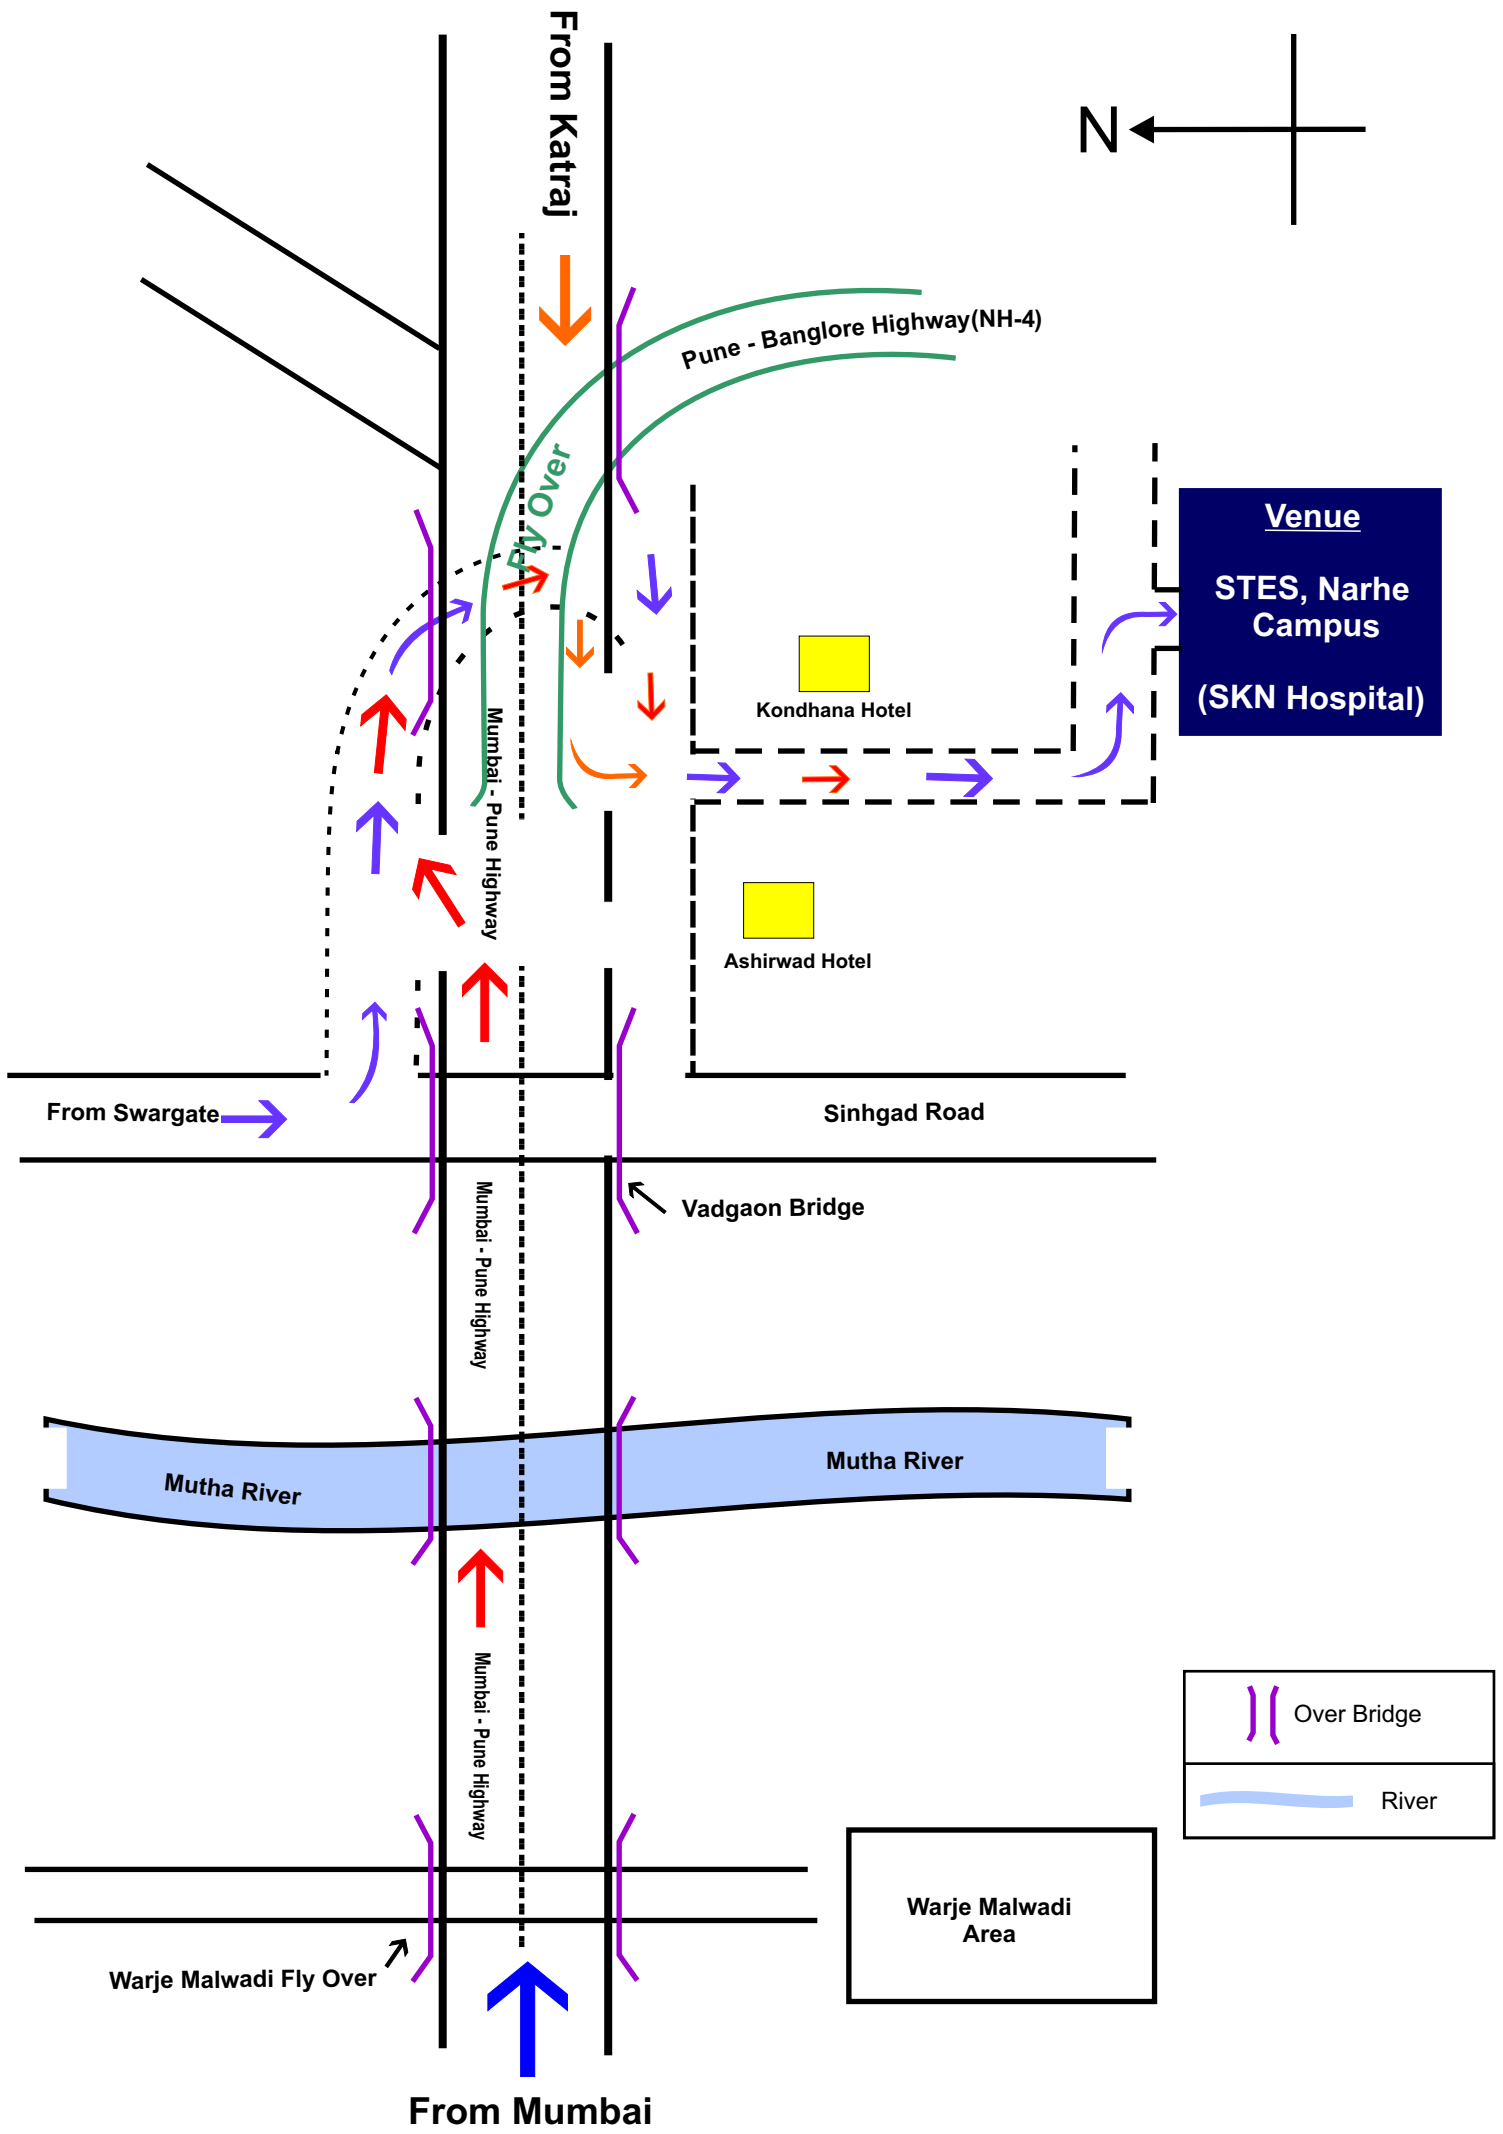 From Katraj
N
Pune - Banglore Highway(NH-4)
Fly Over
Venue
STES, Narhe
Campus
(SKN Hospital)
Kondhana Hotel
Mumbai - Pune Highway
Ashirwad Hotel
From Swargate
Sinhgad Road
Vadgaon Bridge
Mumbai - Pune Highway
Mutha River
Mutha River
Mumbai - Pune Highway
Over Bridge
River
Warje Malwadi
Area
Warje Malwadi Fly Over
From Mumbai